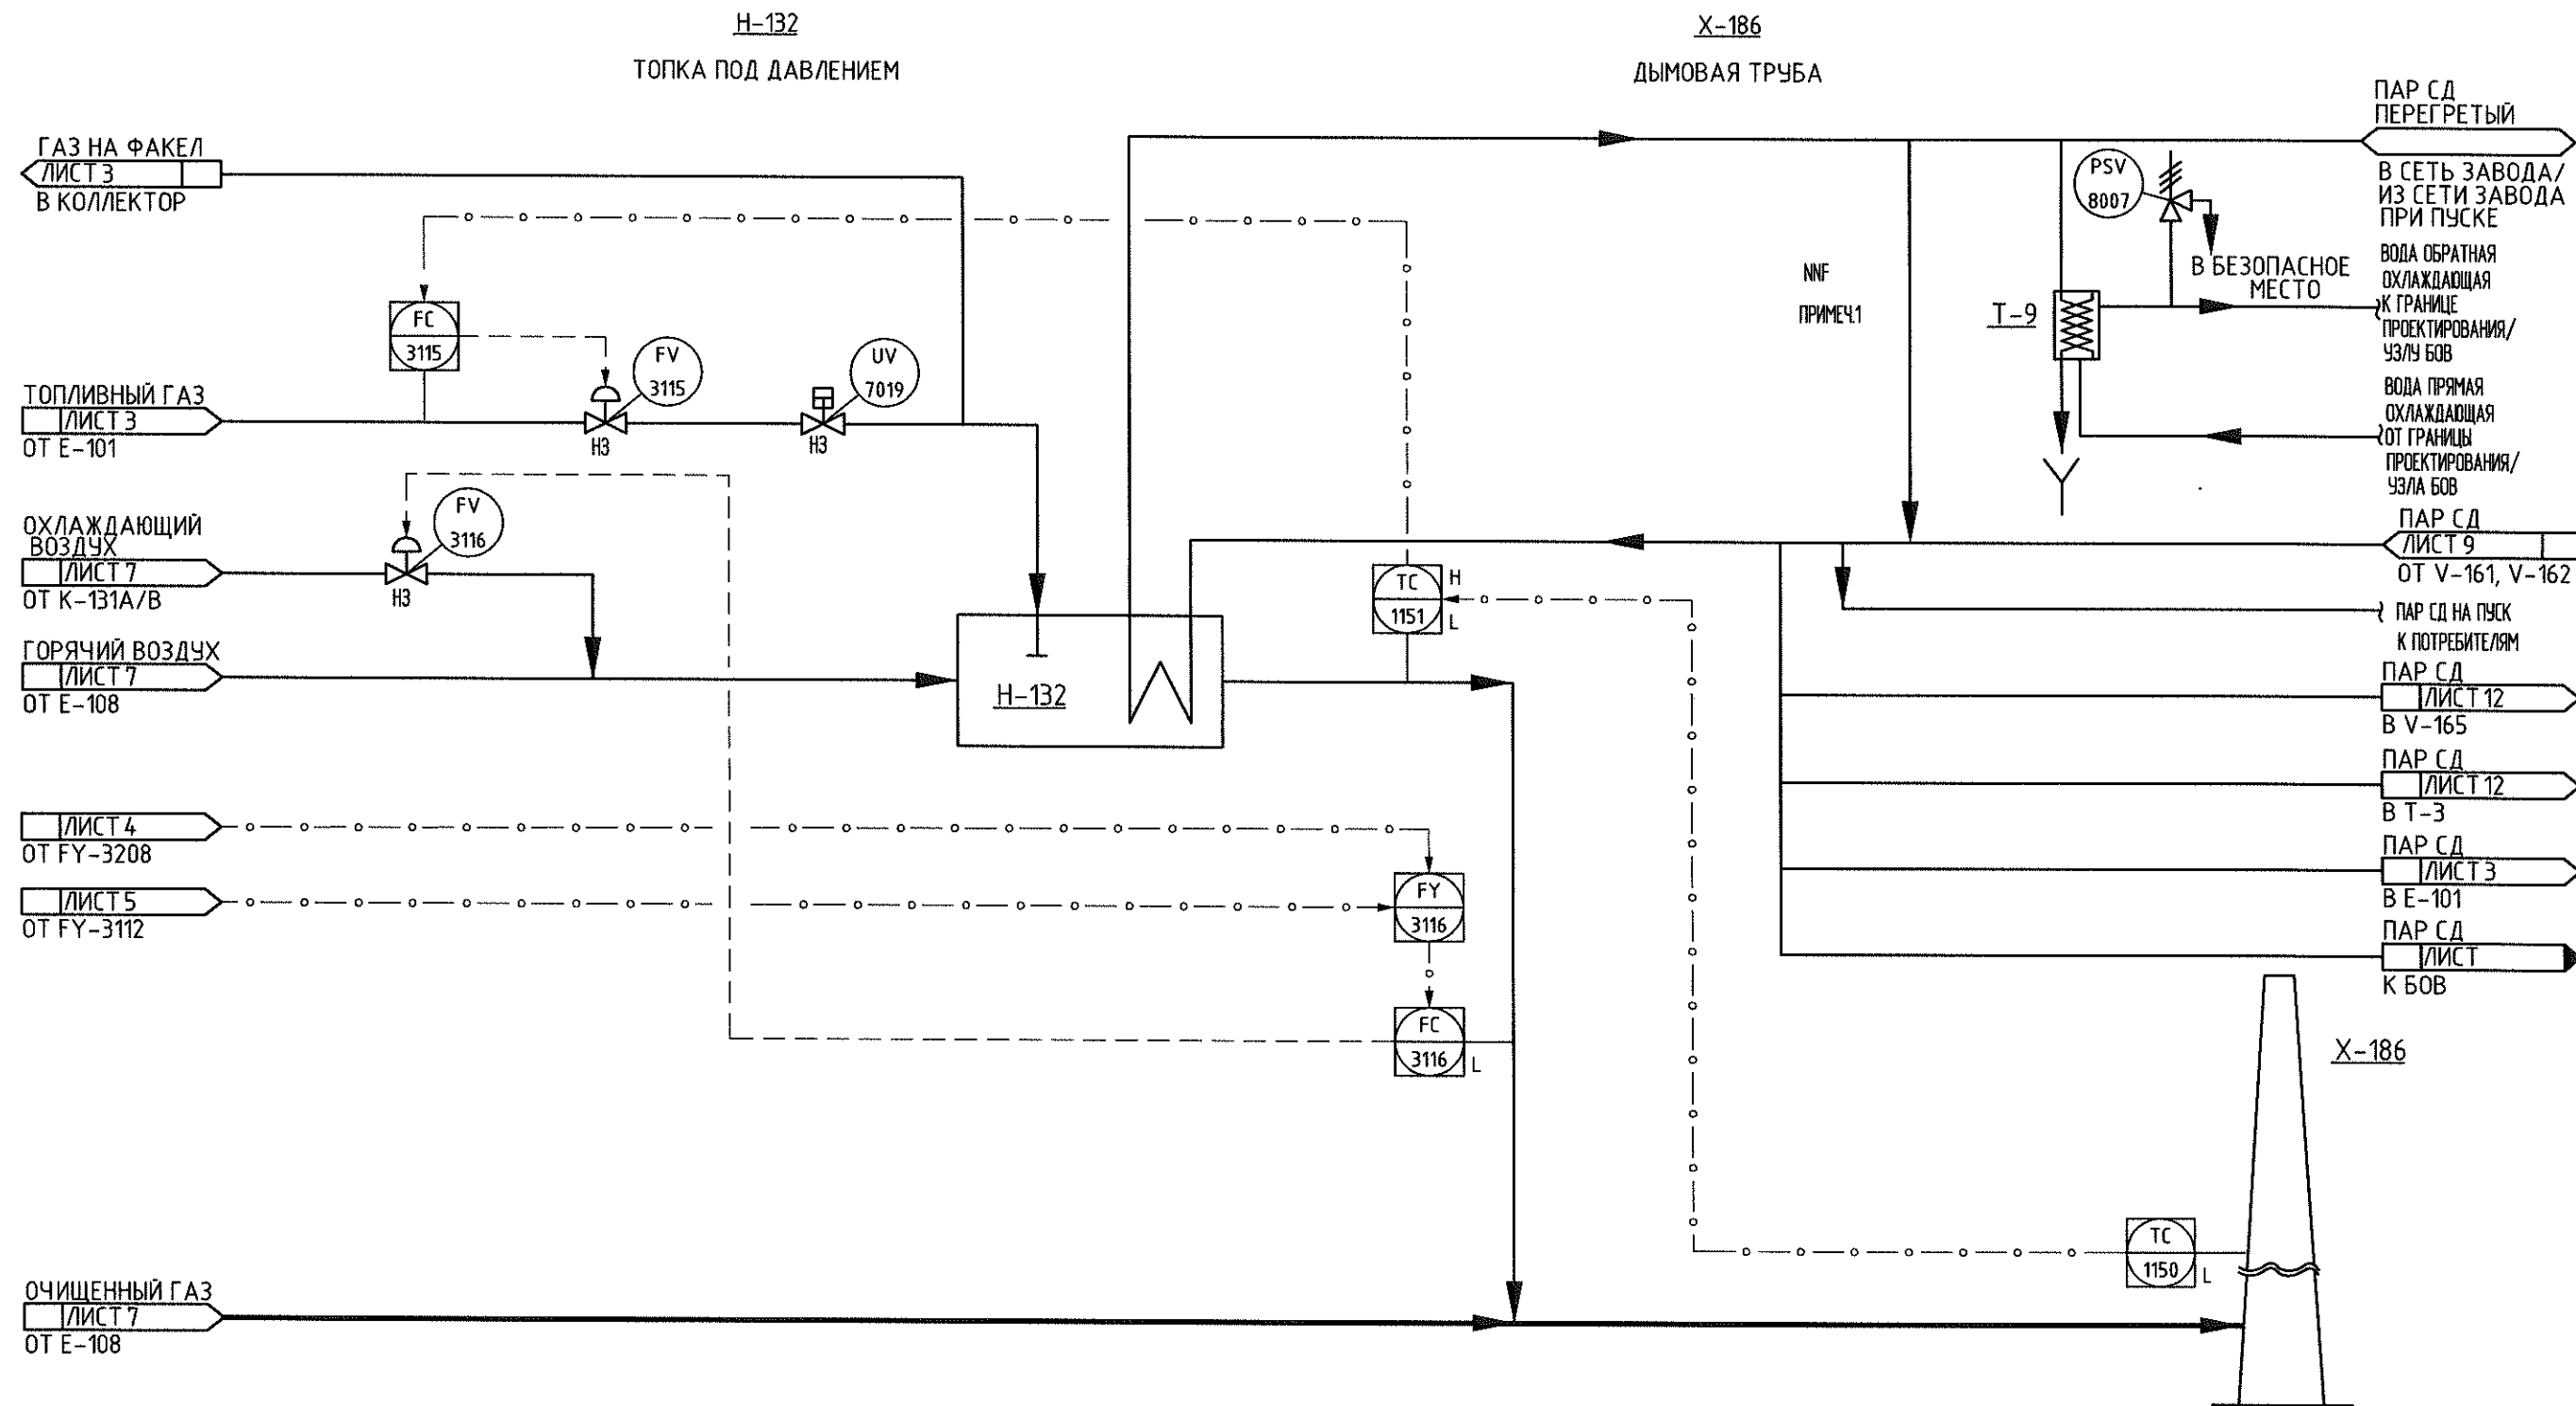 Н-132
ТОПКА ПОД ДАВЛЕНИЕМ
Х-186
ДЫМОВАЯ ТРУБА
ГАЗ НА ФАКЕЛ
ЛИСТ 3
В КОЛЛЕКТОР
ПАР СД
ПЕРЕГРЕТЫЙ
В СЕТЬ ЗАВОДА/
ИЗ СЕТИ ЗАВОДА
ПРИ ПУСКЕ
PSV
8007
В БЕЗОПАСНОЕ
МЕСТО
ВОДА ОБРАТНАЯ
ОХЛАЖДАЮЩАЯ
К ГРАНИЦЕ
ПРОЕКТИРОВАНИЯ/
УЗЛУ БОВ
NNF
ПРИМЕЧ.1
Т-9
FC
3115
FV
3115
НЗ
UV
7019
НЗ
ТОПЛИВНЫЙ ГАЗ
ЛИСТ 3
ОТ Е-101
ВОДА ПРЯМАЯ
ОХЛАЖДАЮЩАЯ
ОТ ГРАНИЦЫ
ПРОЕКТИРОВАНИЯ/
УЗЛА БОВ
ОХЛАЖДАЮЩИЙ
ВОЗДУХ
ЛИСТ 7
ОТ К-131А/В
FV
3116
НЗ
ПАР СД
ЛИСТ 9
ОТ V-161, V-162
TC
1151
H
L
ПАР СД НА ПУСК
К ПОТРЕБИТЕЛЯМ
ГОРЯЧИЙ ВОЗДУХ
ЛИСТ 7
ОТ Е-108
Н-132
ПАР СД
ЛИСТ 12
В V-165
ПАР СД
ЛИСТ 12
В Т-3
ЛИСТ 4
ОТ FY-3208
ПАР СД
ЛИСТ 3
В Е-101
ЛИСТ 5
ОТ FY-3112
FY
3116
ПАР СД
ЛИСТ
К БОВ
FC
3116
L
Х-186
TC
1150
L
ОЧИЩЕННЫЙ ГАЗ
ЛИСТ 7
ОТ Е-108